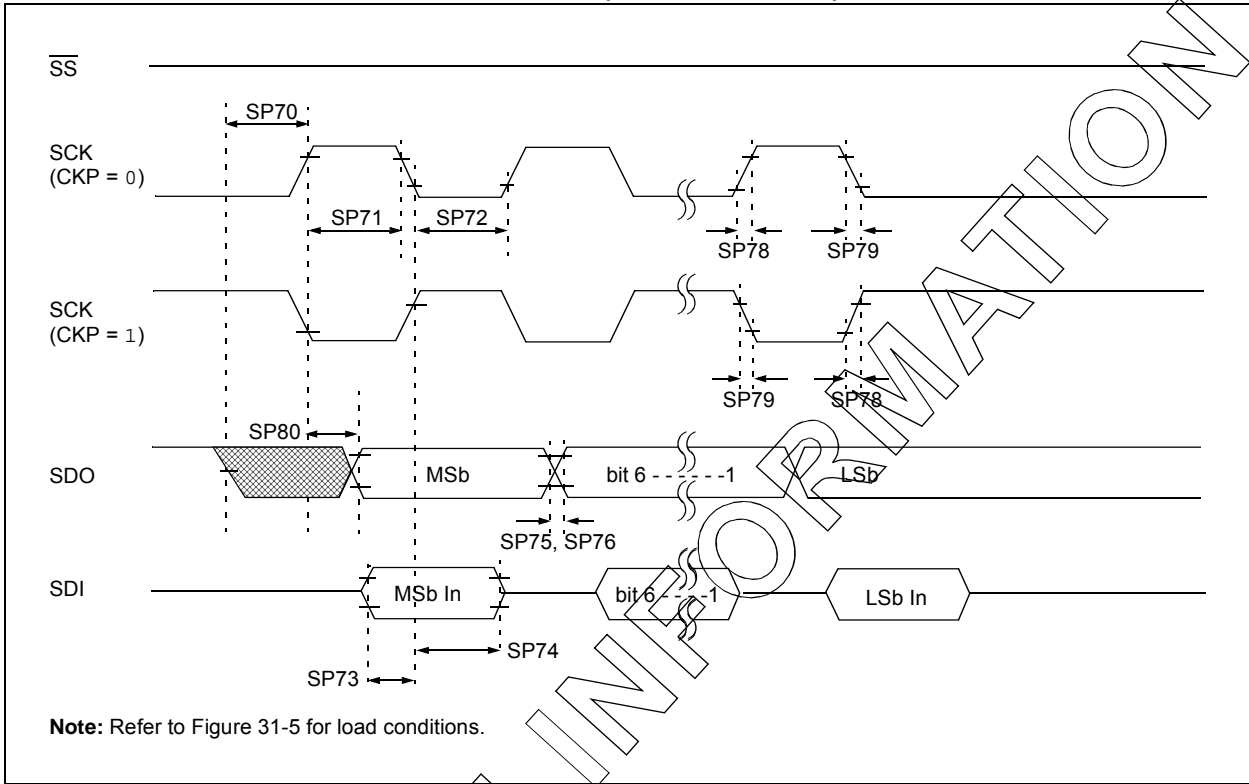 SS
SP70
SCK
(CKP = 0)
SP71
SP72
SP78
SP79
SCK
(CKP = 1)
SP79
SP78
SP80
SDO
MSb
bit 6 - - - - - -1
LSb
SP75, SP76
SDI
MSb In
bit 6 - - - - -1
LSb In
SP74
SP73
Note: Refer to Figure 31-5 for load conditions.
INFORMATION